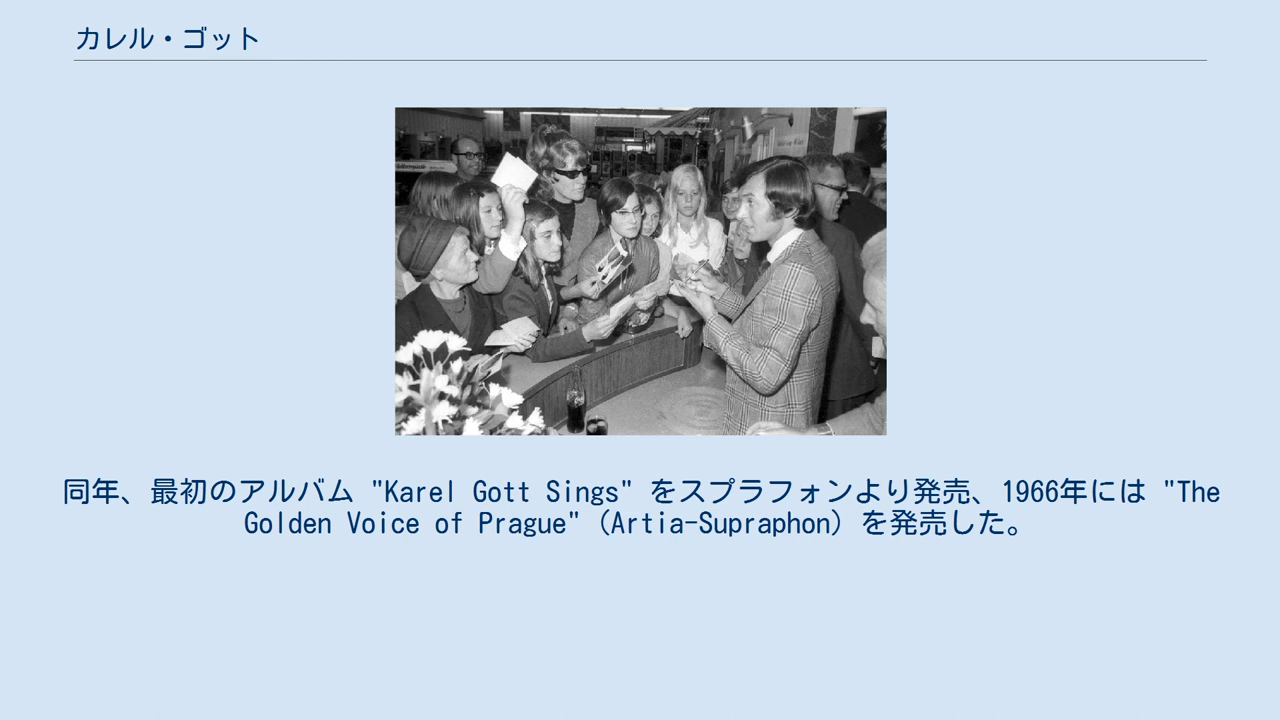 カレル・ゴット
同年、最初のアルバム "Karel Gott Sings" をスプラフォンより発売、1966年には "The
Golden Voice of Prague"（Artia-Supraphon）を発売した。